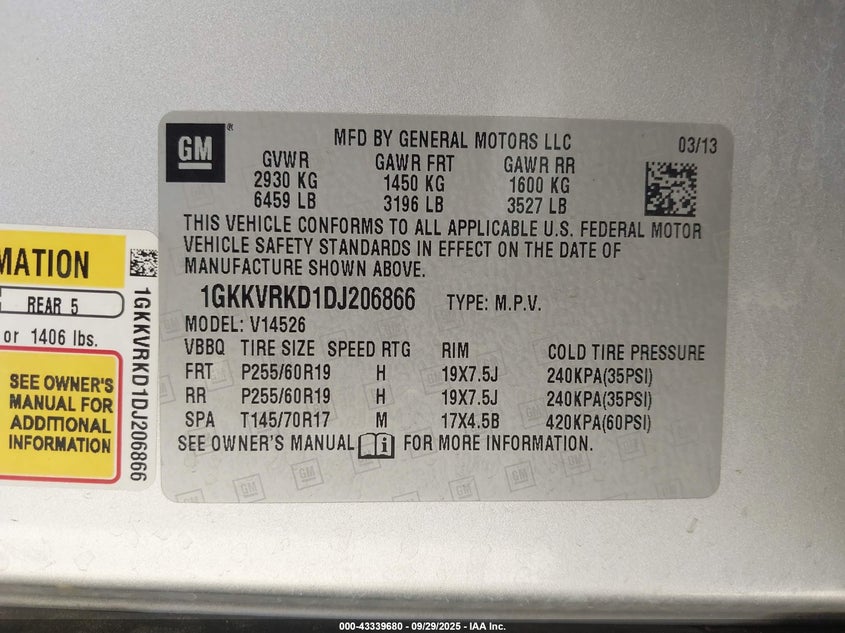 GM®
MFD BY GENERAL MOTORS LLC
03/13
GVWR GAWR FRT GAWR RR
2930 KG 1450 KG 1600 KG
6459 LB 3196 LB 3527 LB
THIS VEHICLE CONFORMS TO ALL APPLICABLE U.S. FEDERAL MOTOR
VEHICLE SAFETY STANDARDS IN EFFECT ON THE DATE OF
MANUFACTURE SHOWN ABOVE.
1GKKVRKD1DJ206866 TYPE: M.P.V.
MODEL: V14526
VBBQ TIRE SIZE SPEED RTG RIM COLD TIRE PRESSURE
FRT P255/60R19 H 19X7.5J 240KPA(35PSI)
RR P255/60R19 H 19X7.5J 240KPA(35PSI)
SPA T145/70R17 M 17X4.5B 420KPA(60PSI)
SEE OWNER'S MANUAL FOR MORE INFORMATION.
MATION
REAR 5
or 1406 lbs.
SEE OWNER'S
MANUAL FOR
ADDITIONAL
INFORMATION
1GKKVRKD1DJ206866
000-43339680 - 09/29/2025 - IAA Inc.